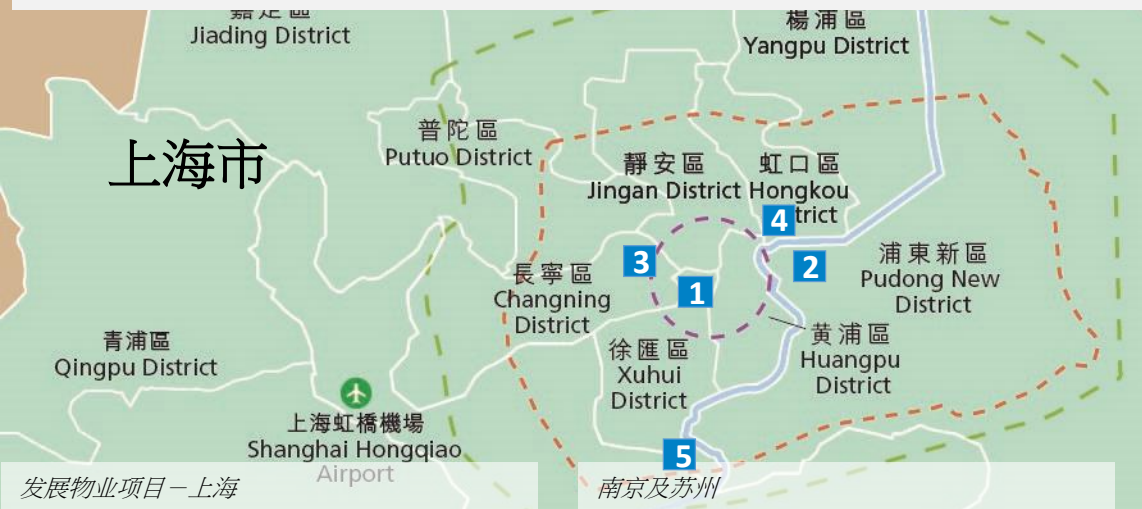 嘉定區
Jiading District
楊浦區
Yangpu District
上海市
普陀區
Putuo District
靜安區
Jingan District
虹口區
Hongkou
trict
4
3
2
1
浦東新區
Pudong New
District
長寧區
Changning
District
黄浦區
Huangpu
District
徐匯區
Xuhui
District
青浦區
Qingpu District
上海虹橋機場
Shanghai Hongqiao
Airport
5
发展物业项目－上海
南京及苏州